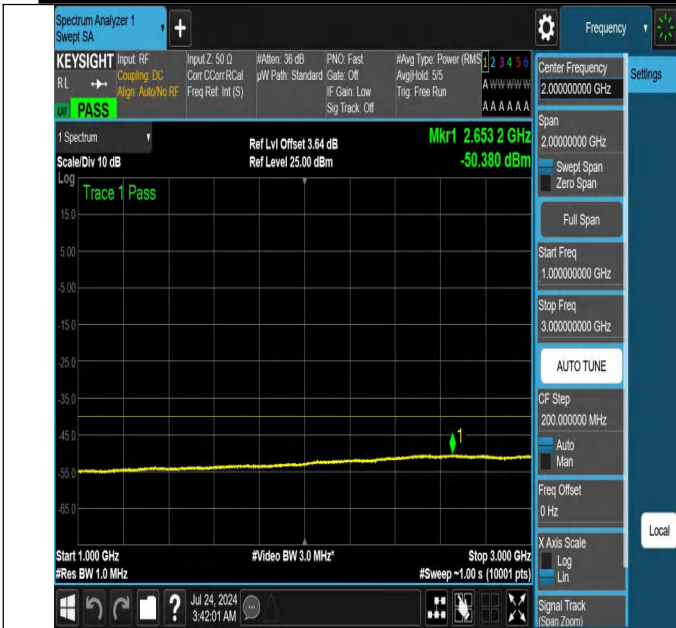 Spectrum Analyzer 1
Swept SA
+
Frequency
KEYSIGHT
RL
LXI
PASS
Input: RF
Coupling: DC
Align: Auto/No RF
Input Z: 50 Ω
Corr CCorr RCal
Freq Ref: Int (S)
#Atten: 36 dB
µW Path: Standard
PNO: Fast
Gate: Off
IF Gain: Low
Sig Track: Off
#Avg Type: Power (RMS
Avg|Hold: 5/5
Trig: Free Run
1 2 3 4 5 6
A W W W W W
A A A A A A
1 Spectrum
Scale/Div 10 dB
Log
Ref Lvl Offset 3.64 dB
Ref Level 25.00 dBm
Mkr1 2.653 2 GHz
-50.380 dBm
Trace 1 Pass
15.0
5.00
-5.00
-15.0
-25.0
-35.0
-45.0
-55.0
-65.0
1
Start 1.000 GHz
#Res BW 1.0 MHz
#Video BW 3.0 MHz*
Stop 3.000 GHz
#Sweep ~1.00 s (10001 pts)
Center Frequency
2.000000000 GHz
Settings
Span
2.00000000 GHz
Swept Span
Zero Span
Full Span
Start Freq
1.000000000 GHz
Stop Freq
3.000000000 GHz
AUTO TUNE
CF Step
200.000000 MHz
Auto
Man
Freq Offset
0 Hz
X Axis Scale
Log
Lin
Local
Signal Track
(Span Zoom)
?
Jul 24, 2024
3:42:01 AM